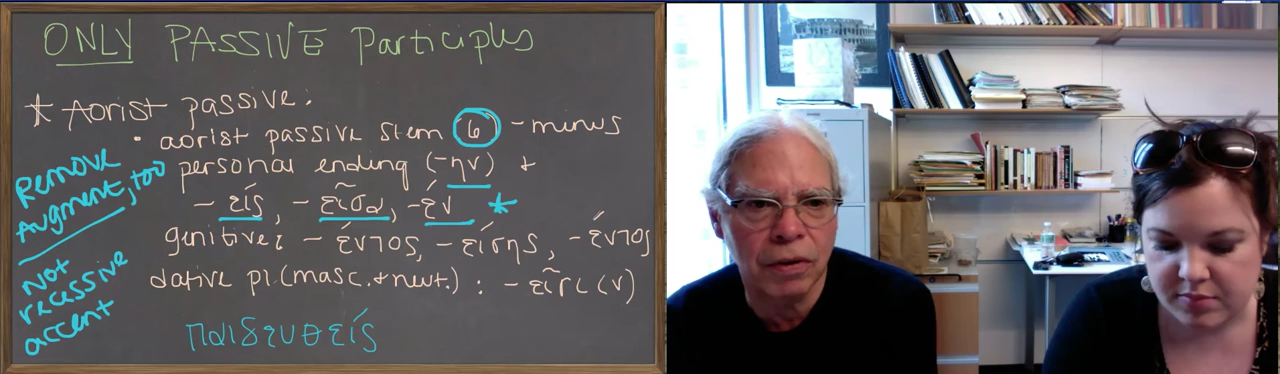 ONLY PASSIVE Participles
* Aorist passive:
• aorist passive stem 6 - minus
personal ending (-ην) +
- είς, - εῖσα, -έν *
genitive: - έντος, - είσης, - έντος
dative pl. (masc. + neut.) : - εῖσι(ν)
παιδευθείς
Remove
Augment, too
Not
recessive
accent